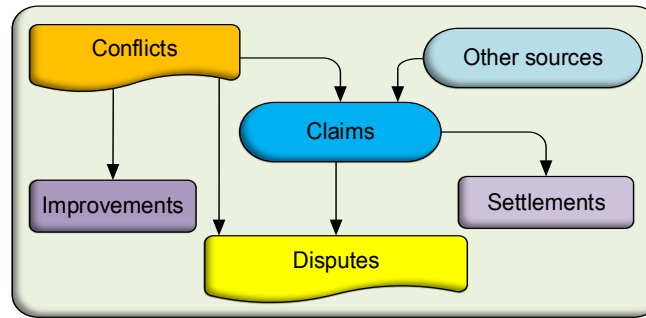 Conflicts
Other sources
Claims
Improvements
Settlements
Disputes